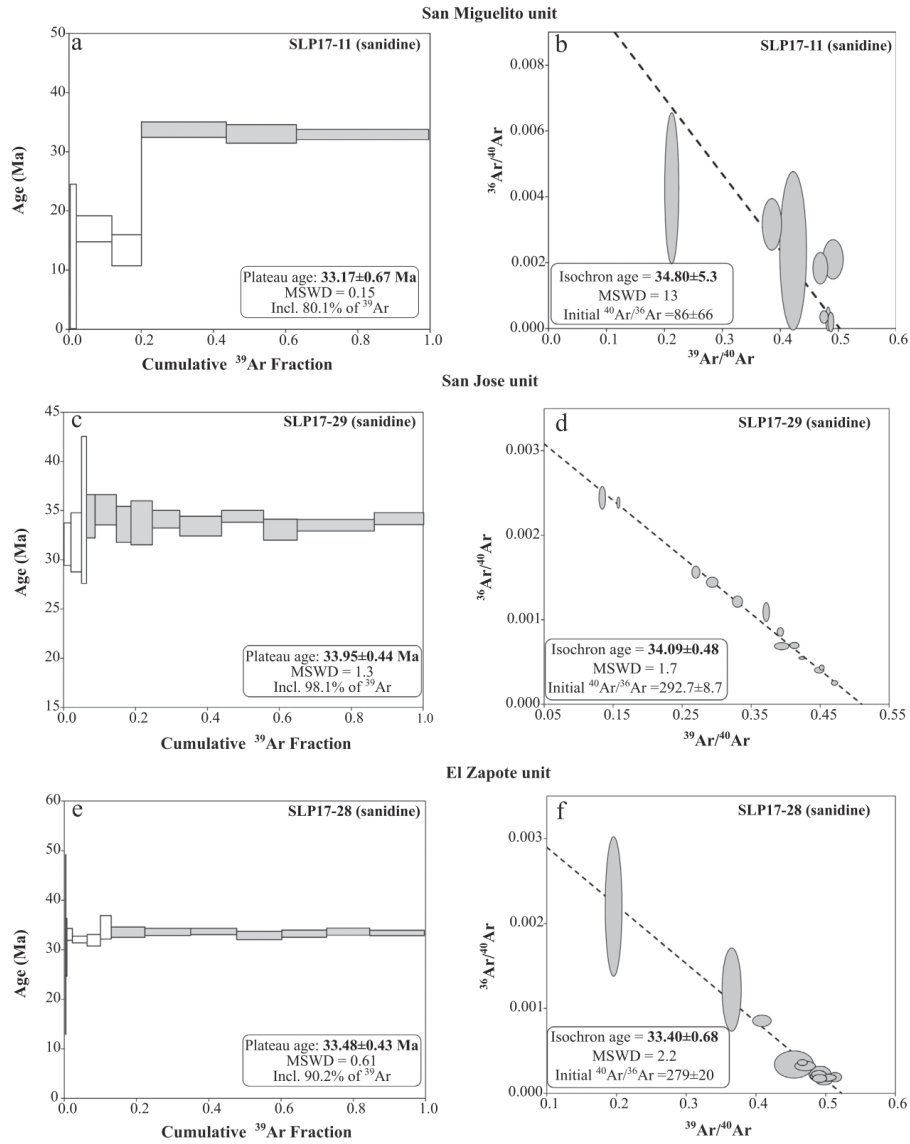 San Miguelito unit
a
SLP17-11 (sanidine)
50
40
30
20
10
0
Age (Ma)
Plateau age: 33.17±0.67 Ma
MSWD = 0.15
Incl. 80.1% of ³⁹Ar
0.0 0.2 0.4 0.6 0.8 1.0
Cumulative ³⁹Ar Fraction
b
SLP17-11 (sanidine)
0.008
0.006
0.004
0.002
0.000
³⁶Ar/⁴⁰Ar
Isochron age = 34.80±5.3
MSWD = 13
Initial ⁴⁰Ar/³⁶Ar =86±66
0.0 0.1 0.2 0.3 0.4 0.5 0.6
³⁹Ar/⁴⁰Ar
San Jose unit
c
SLP17-29 (sanidine)
45
40
35
30
25
20
15
Age (Ma)
Plateau age: 33.95±0.44 Ma
MSWD = 1.3
Incl. 98.1% of ³⁹Ar
0.0 0.2 0.4 0.6 0.8 1.0
Cumulative ³⁹Ar Fraction
d
SLP17-29 (sanidine)
0.003
0.002
0.001
0.000
³⁶Ar/⁴⁰Ar
Isochron age = 34.09±0.48
MSWD = 1.7
Initial ⁴⁰Ar/³⁶Ar =292.7±8.7
0.05 0.15 0.25 0.35 0.45 0.55
³⁹Ar/⁴⁰Ar
El Zapote unit
e
SLP17-28 (sanidine)
60
50
40
30
30
10
0
Age (Ma)
Plateau age: 33.48±0.43 Ma
MSWD = 0.61
Incl. 90.2% of ³⁹Ar
0.0 0.2 0.4 0.6 0.8 1.0
Cumulative ³⁹Ar Fraction
f
SLP17-28 (sanidine)
0.003
0.002
0.001
0.000
³⁶Ar/⁴⁰Ar
Isochron age = 33.40±0.68
MSWD = 2.2
Initial ⁴⁰Ar/³⁶Ar =279±20
0.1 0.2 0.3 0.4 0.5 0.6
³⁹Ar/⁴⁰Ar